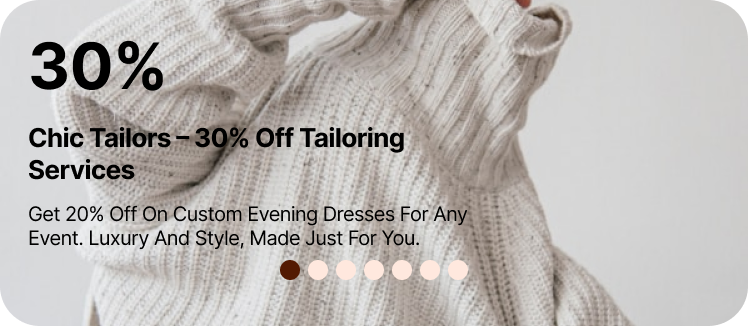 30%
Chic Tailors – 30% Off Tailoring
Services
Get 20% Off On Custom Evening Dresses For Any
Event. Luxury And Style, Made Just For You.